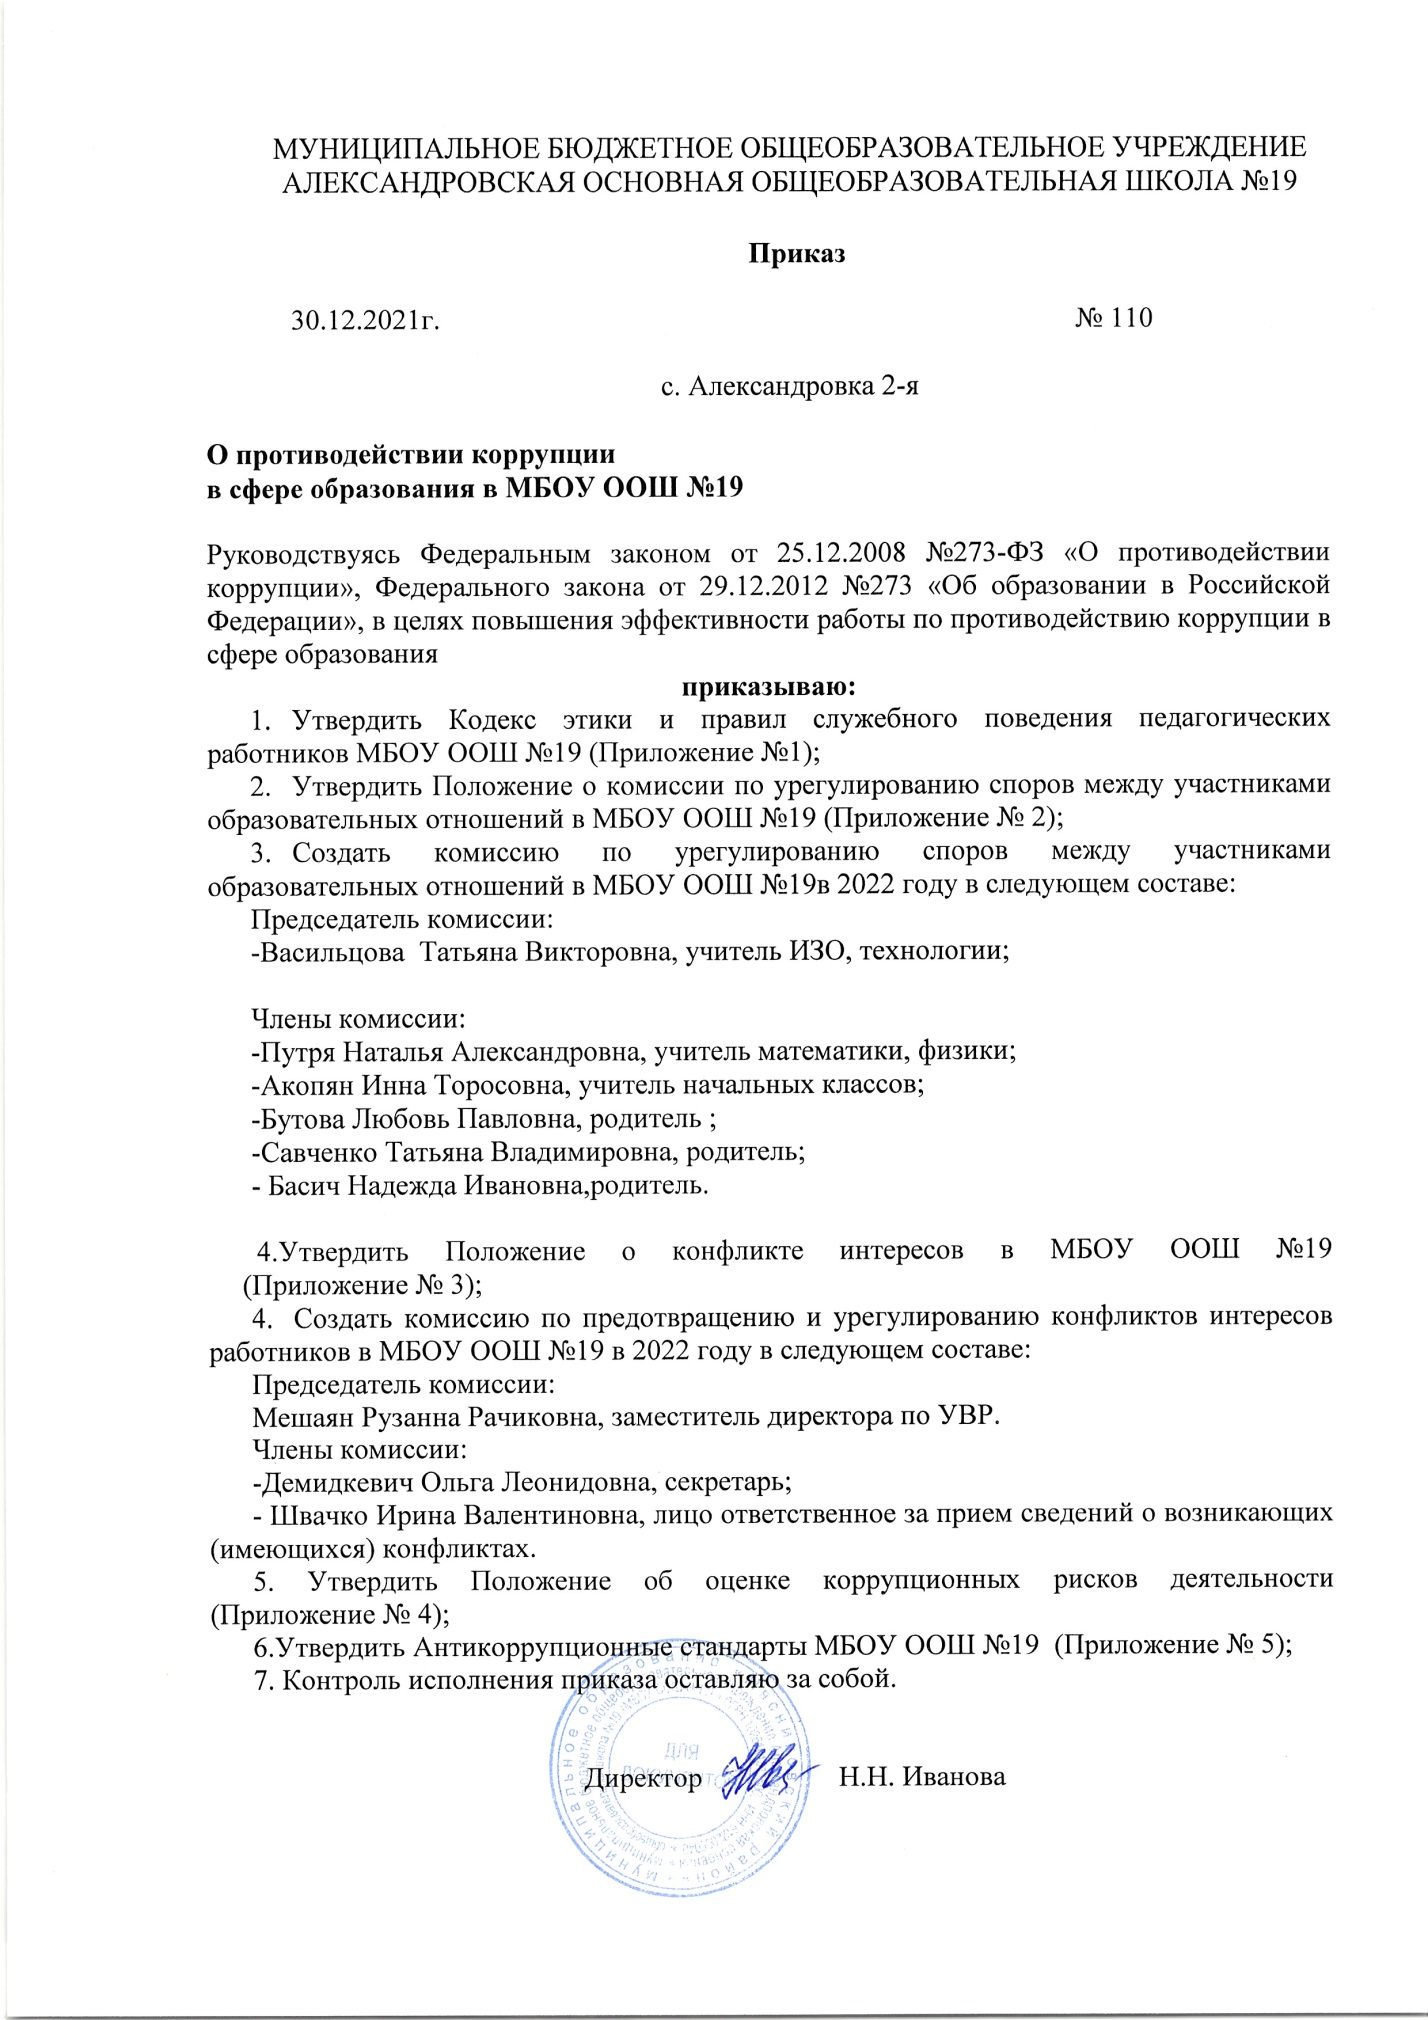 МУНИЦИПАЛЬНОЕ БЮДЖЕТНОЕ ОБЩЕОБРАЗОВАТЕЛЬНОЕ УЧРЕЖДЕНИЕ
АЛЕКСАНДРОВСКАЯ ОСНОВНАЯ ОБЩЕОБРАЗОВАТЕЛЬНАЯ ШКОЛА №19
Приказ
30.12.2021г. № 110
с. Александровка 2-я
О противодействии коррупции
в сфере образования в МБОУ ООШ №19
Руководствуясь Федеральным законом от 25.12.2008 №273-ФЗ «О противодействии
коррупции», Федерального закона от 29.12.2012 №273 «Об образовании в Российской
Федерации», в целях повышения эффективности работы по противодействию коррупции в
сфере образования
приказываю:
1. Утвердить Кодекс этики и правил служебного поведения педагогических
работников МБОУ ООШ №19 (Приложение №1);
2. Утвердить Положение о комиссии по урегулированию споров между участниками
образовательных отношений в МБОУ ООШ №19 (Приложение № 2);
3. Создать комиссию по урегулированию споров между участниками
образовательных отношений в МБОУ ООШ №19в 2022 году в следующем составе:
Председатель комиссии:
-Васильцова Татьяна Викторовна, учитель ИЗО, технологии;
Члены комиссии:
-Путря Наталья Александровна, учитель математики, физики;
-Акопян Инна Торосовна, учитель начальных классов;
-Бутова Любовь Павловна, родитель ;
-Савченко Татьяна Владимировна, родитель;
- Басич Надежда Ивановна,родитель.
4.Утвердить Положение о конфликте интересов в МБОУ ООШ №19
(Приложение № 3);
4. Создать комиссию по предотвращению и урегулированию конфликтов интересов
работников в МБОУ ООШ №19 в 2022 году в следующем составе:
Председатель комиссии:
Мешаян Рузанна Рачиковна, заместитель директора по УВР.
Члены комиссии:
-Демидкевич Ольга Леонидовна, секретарь;
- Швачко Ирина Валентиновна, лицо ответственное за прием сведений о возникающих
(имеющихся) конфликтах.
5. Утвердить Положение об оценке коррупционных рисков деятельности
(Приложение № 4);
6.Утвердить Антикоррупционные стандарты МБОУ ООШ №19 (Приложение № 5);
7. Контроль исполнения приказа оставляю за собой.
ДЛЯ
Директор Н.Н. Иванова